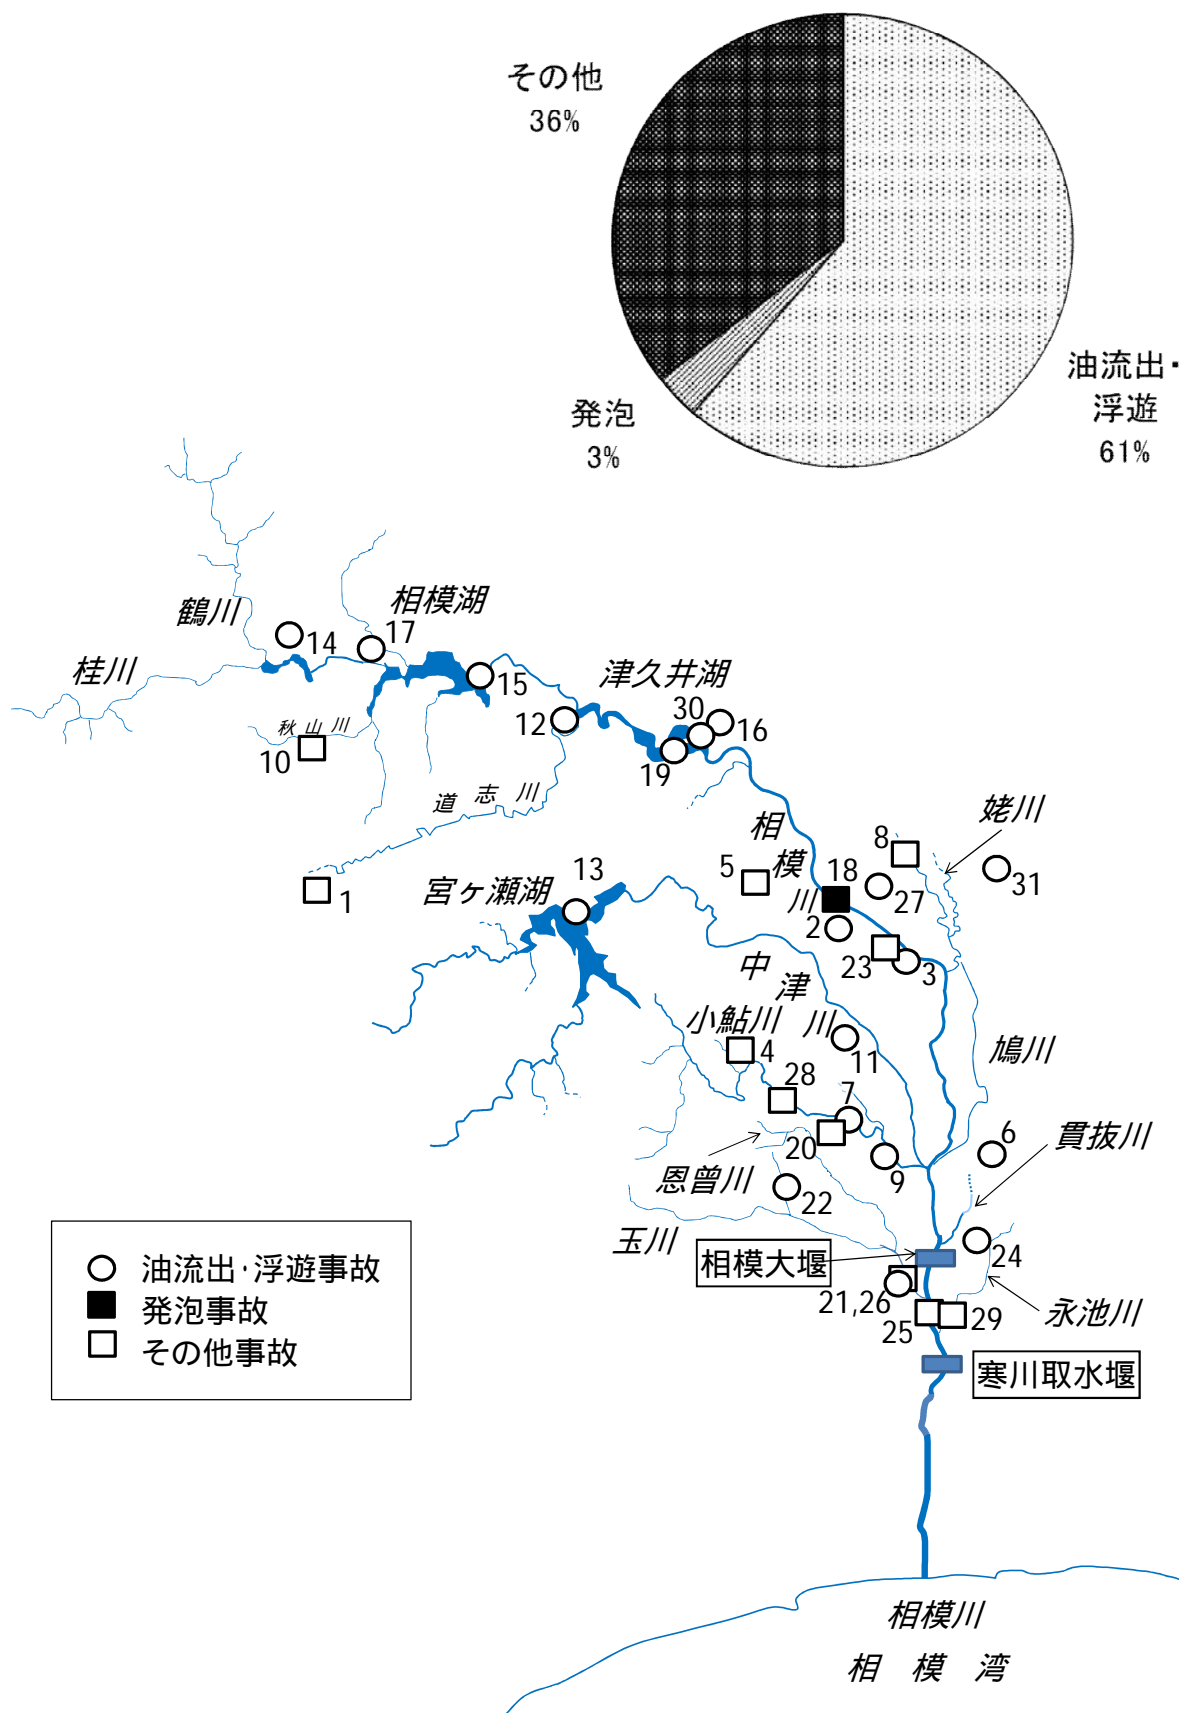 その他
36%
油流出・
浮遊
61%
発泡
3%
鶴川
14
17
相模湖
桂川
15
津久井湖
30
16
12
19
秋山川
10
道志川
1
相模川
姥川
8
5
18
27
31
2
23
3
13
宮ヶ瀬湖
中津川
小鮎川
4
11
鳩川
28
7
20
恩曽川
9
6
貫抜川
22
玉川
24
相模大堰
21,26
25
29
永池川
寒川取水堰
油流出・浮遊事故
発泡事故
その他事故
相模川
相模湾